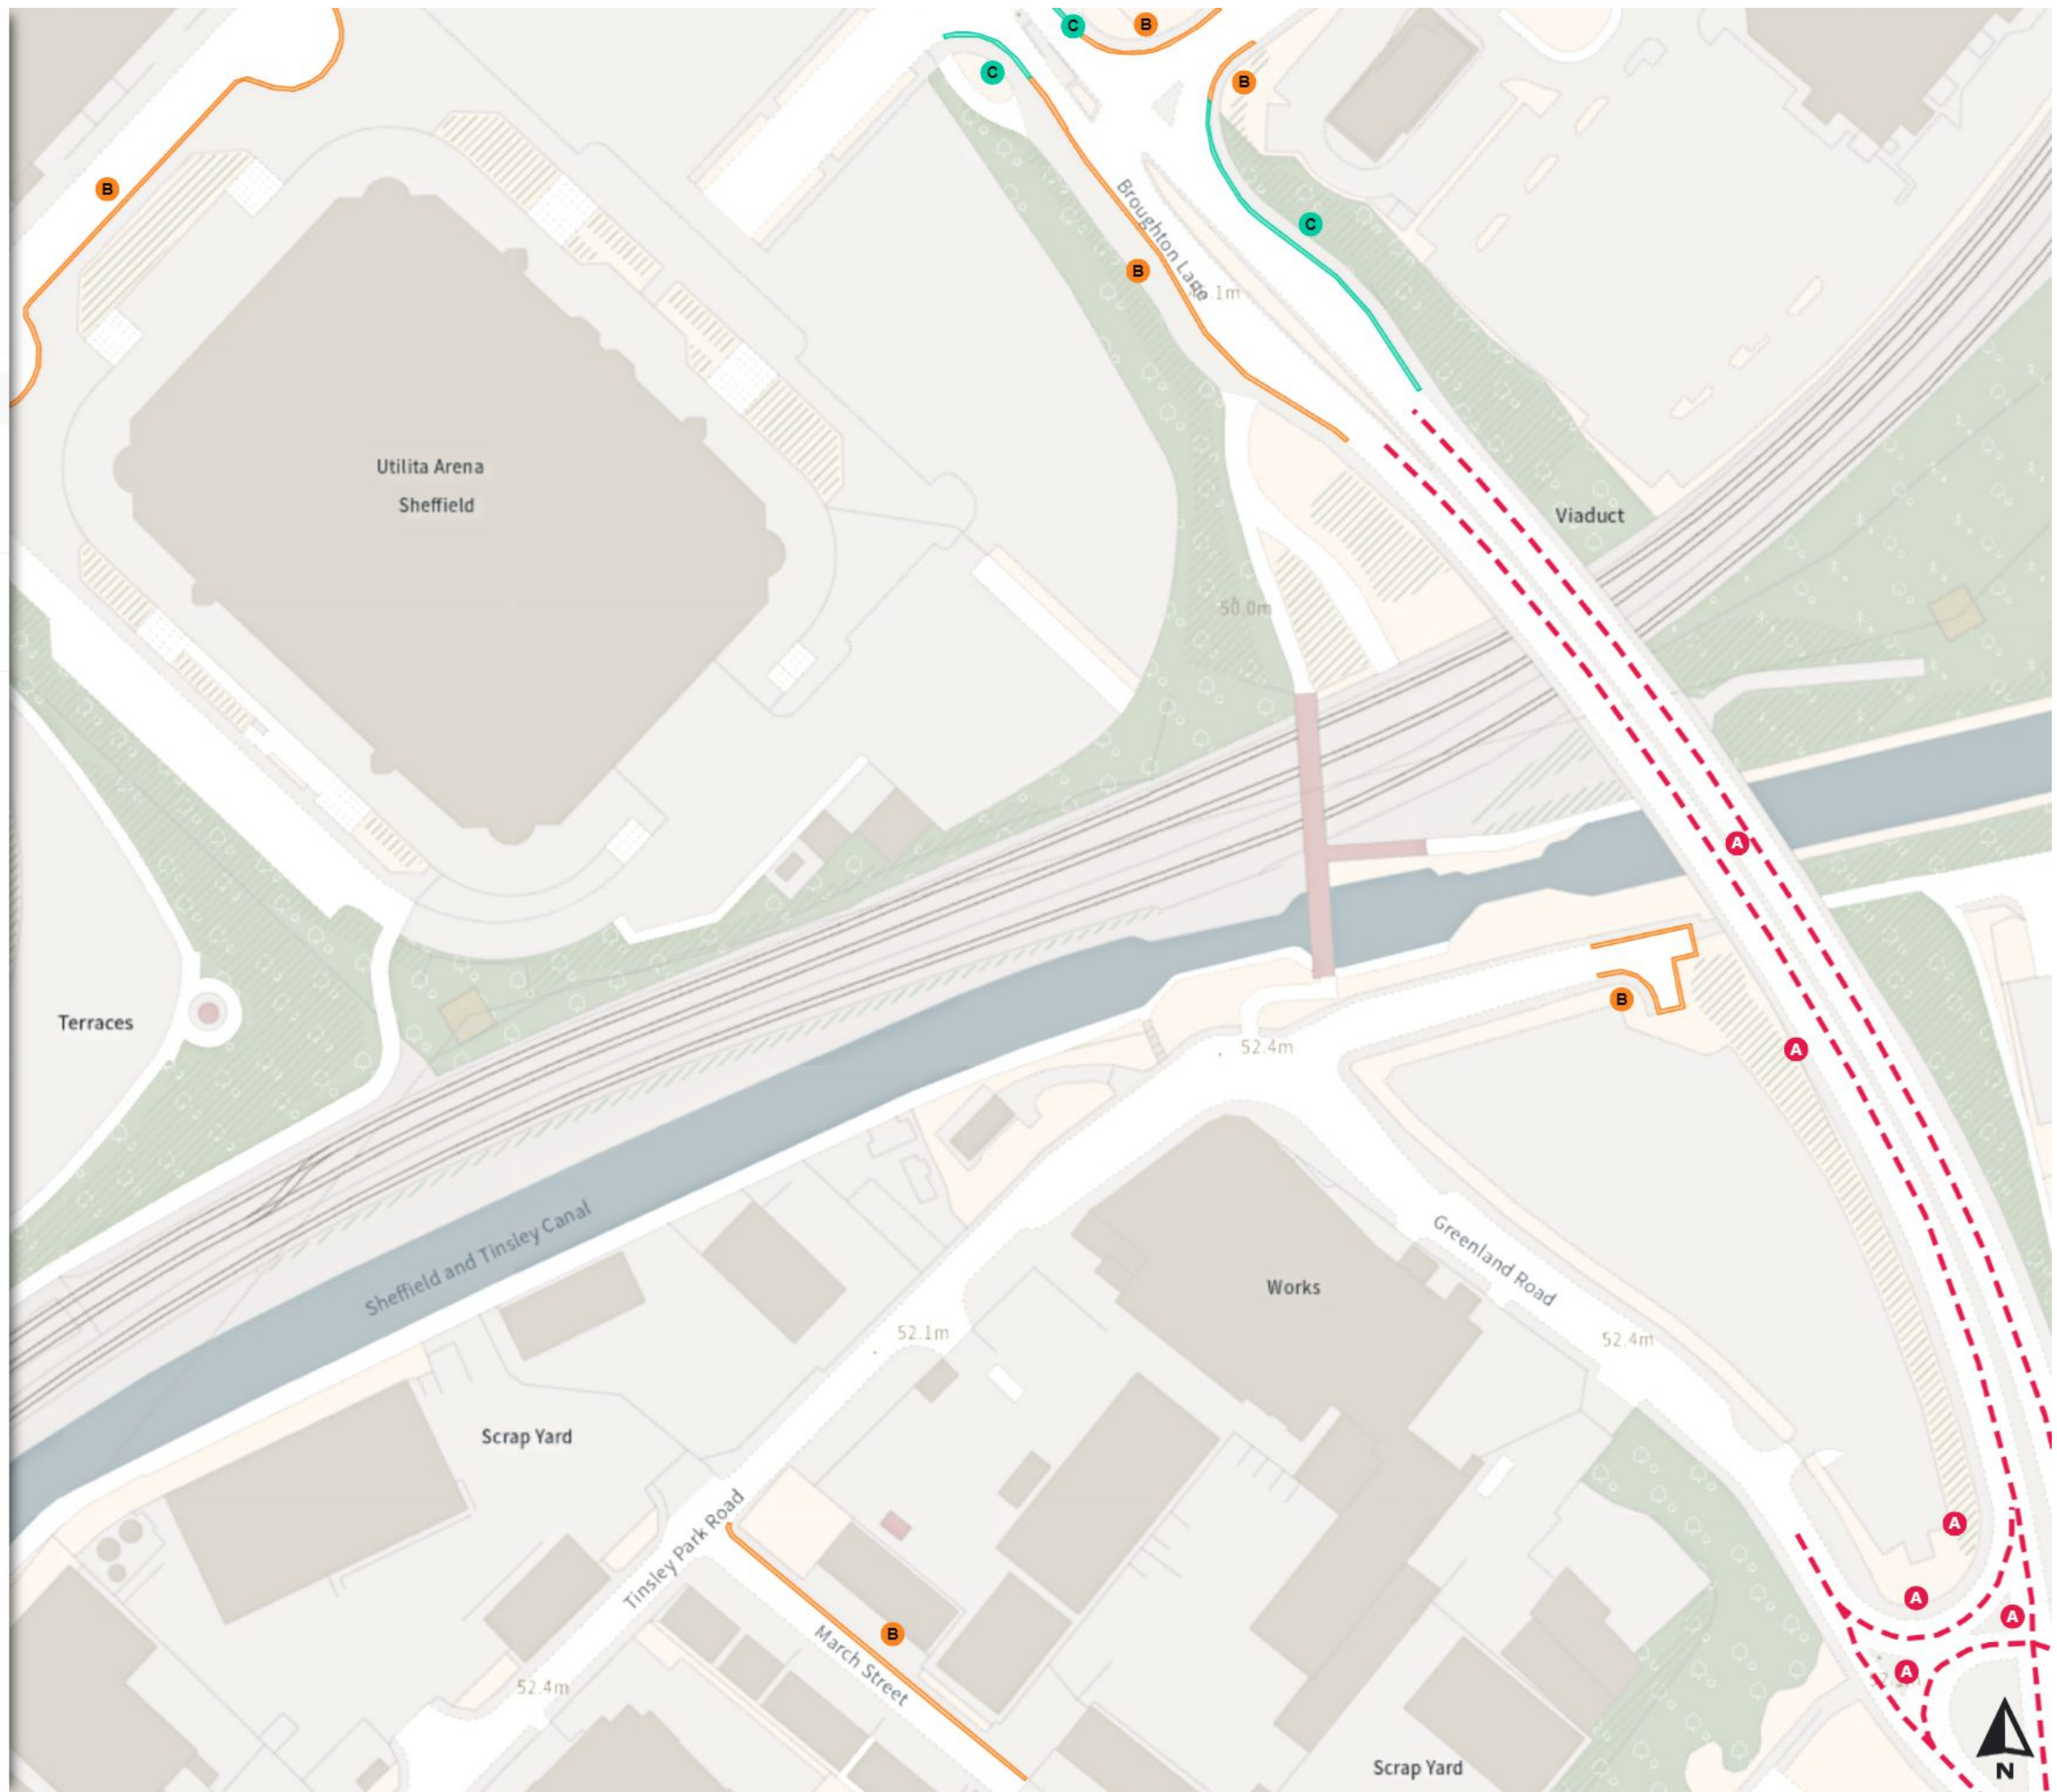 C
B
C
B
B
Broughton Lane
C
B
.1m
Utilita Arena
Sheffield
Viaduct
50.0m
A
B
A
Terraces
52.4m
Sheffield and Tinsley Canal
Greenland Road
Works
52.1m
52.4m
Scrap Yard
Tinsley Park Road
A
A
A
B
March Street
A
52.4m
N
Scrap Yard